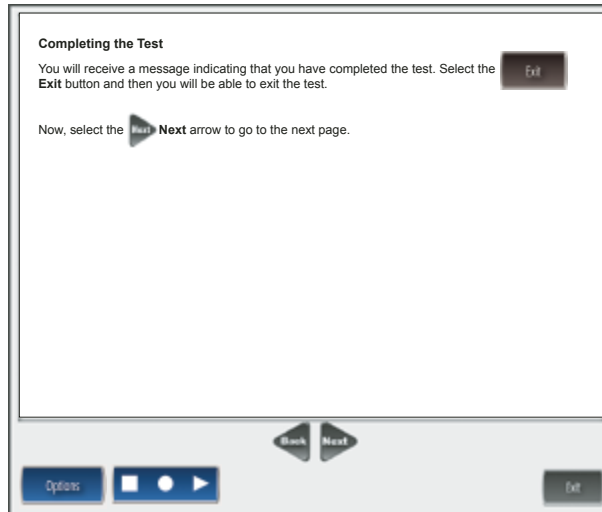 Completing the Test
You will receive a message indicating that you have completed the test. Select the Exit
Exit button and then you will be able to exit the test.
Now, select the Next Next arrow to go to the next page.
Back Next
Options
Exit